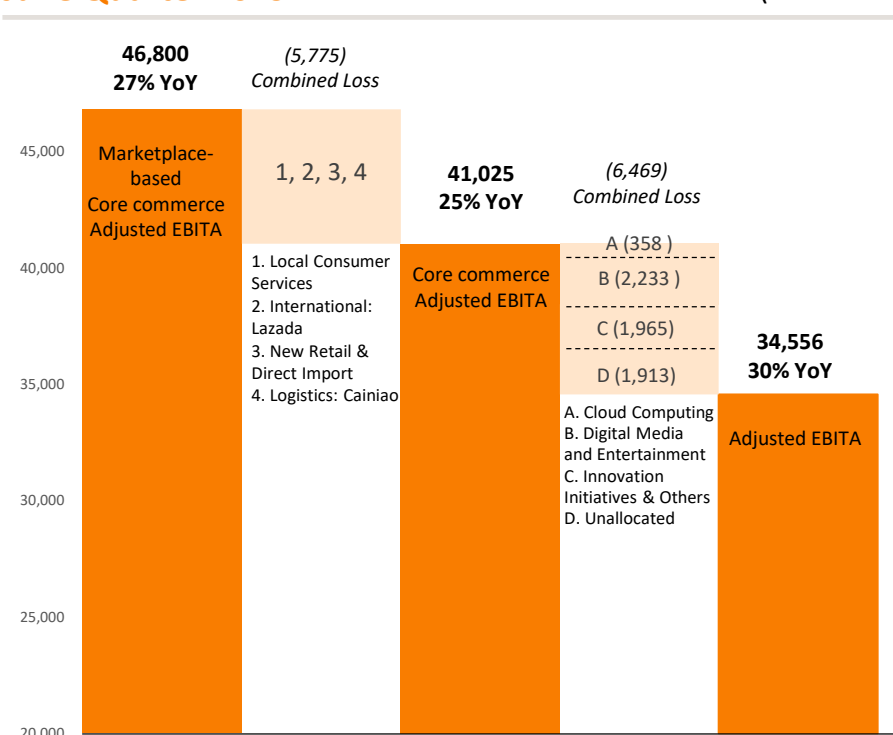 46,800
27% YoY
(5,775)
Combined Loss
45,000
Marketplace-
based
Core commerce
Adjusted EBITA
1, 2, 3, 4
41,025
25% YoY
(6,469)
Combined Loss
A (358 )
40,000
1. Local Consumer
Services
2. International:
Lazada
3. New Retail &
Direct Import
4. Logistics: Cainiao
Core commerce
Adjusted EBITA
B (2,233 )
C (1,965)
D (1,913)
34,556
30% YoY
35,000
A. Cloud Computing
B. Digital Media
and Entertainment
C. Innovation
Initiatives & Others
D. Unallocated
Adjusted EBITA
30,000
25,000
20,000